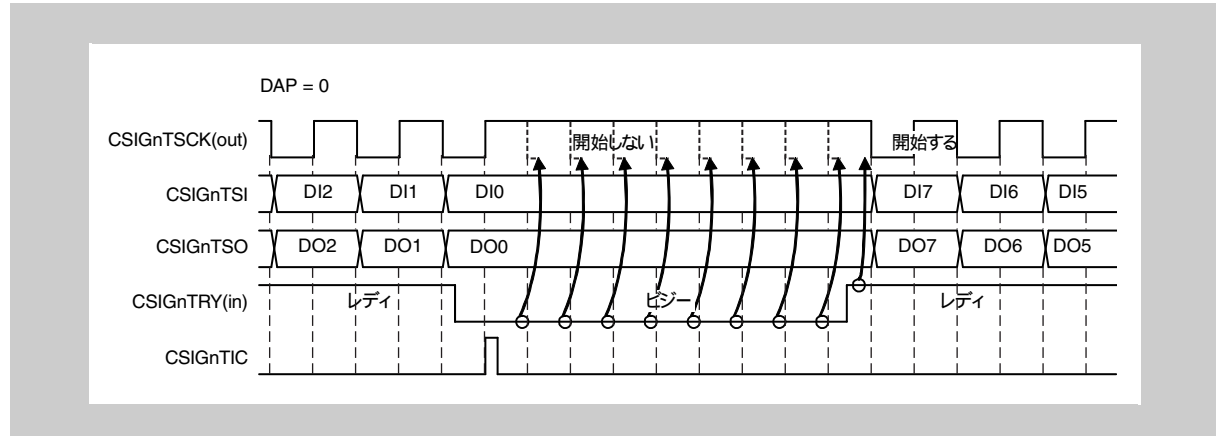 DAP = 0
CSIGnTSCK(out)
開始しない
開始する
CSIGnTSI
DI2
DI1
DI0
DI7
DI6
DI5
CSIGnTSO
DO2
DO1
DO0
DO7
DO6
DO5
CSIGnTRY(in)
レディ
ビジー
レディ
CSIGnTIC